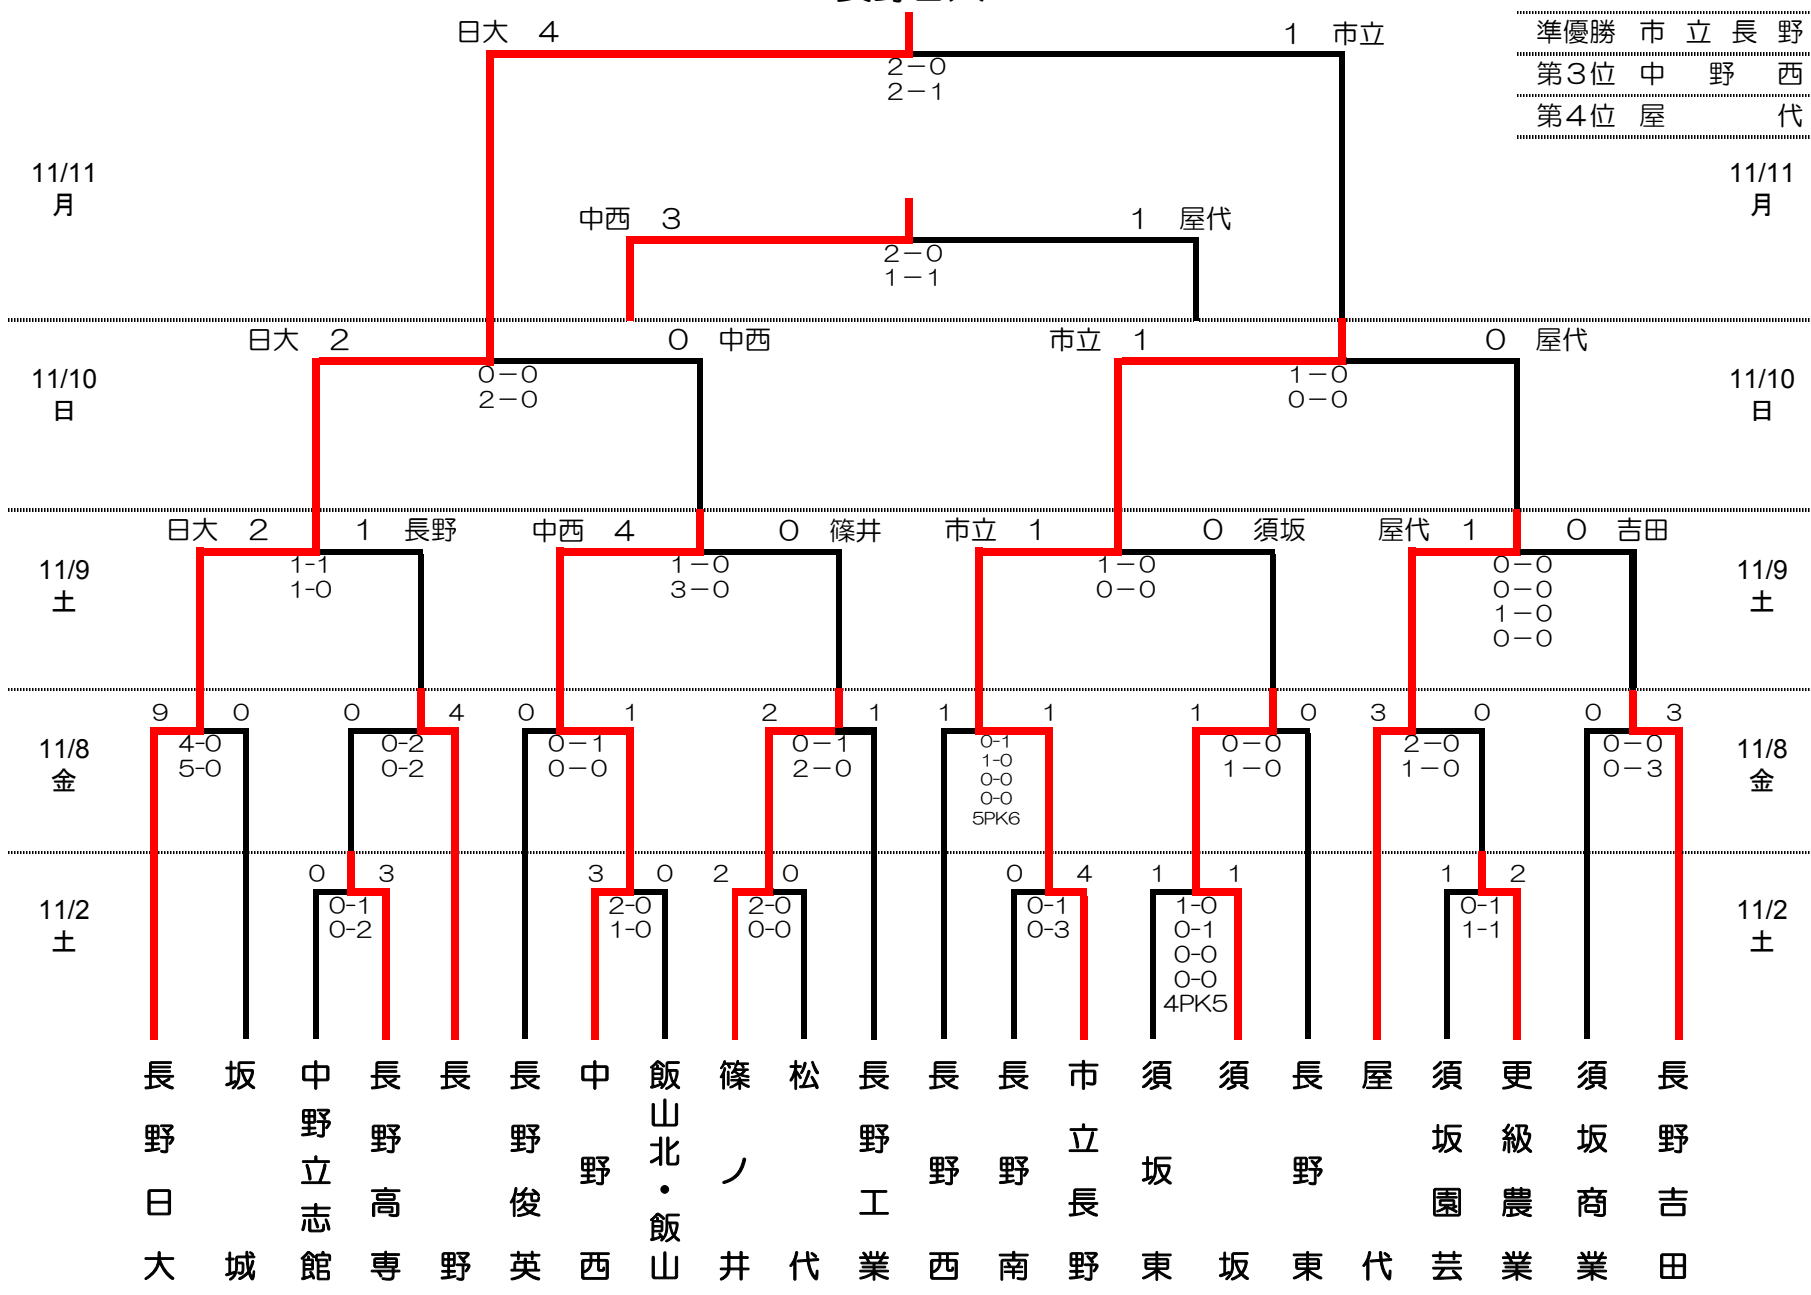 日大 4 1 市立
2-0
2-1
準優勝 市立長野
第3位 中野西
第4位 屋代
11/11
月
11/11
月
中西 3 1 屋代
2-0
1-1
日大 2 0 中西
0-0
2-0
市立 1 0 屋代
1-0
0-0
11/10
日
11/10
日
日大 2 1 長野
1-1
1-0
中西 4 0 篠井
1-0
3-0
市立 1 0 須坂
1-0
0-0
屋代 1 0 吉田
0-0
0-0
1-0
0-0
11/9
土
11/9
土
9 0
4-0
5-0
0 4
0-2
0-2
0 1
0-1
0-0
2 1
0-1
2-0
1 1
0-1
1-0
0-0
0-0
5PK6
1 0
0-0
1-0
3 0
2-0
1-0
0 3
0-0
0-3
11/8
金
11/8
金
0 3
0-1
0-2
3 0
2-0
1-0
2 0
2-0
0-0
0 4
0-1
0-3
1 1
1-0
0-1
0-0
0-0
4PK5
1 2
0-1
1-1
11/2
土
11/2
土
長野日大
坂城
中野立志館
長野高専
長野
長野俊英
中野西
飯山北・飯山
篠ノ井
松代
長野工業
長野西
長野南
市立長野
須坂東
須坂
長野東
屋代
須坂園芸
更級農業
須坂商業
長野吉田